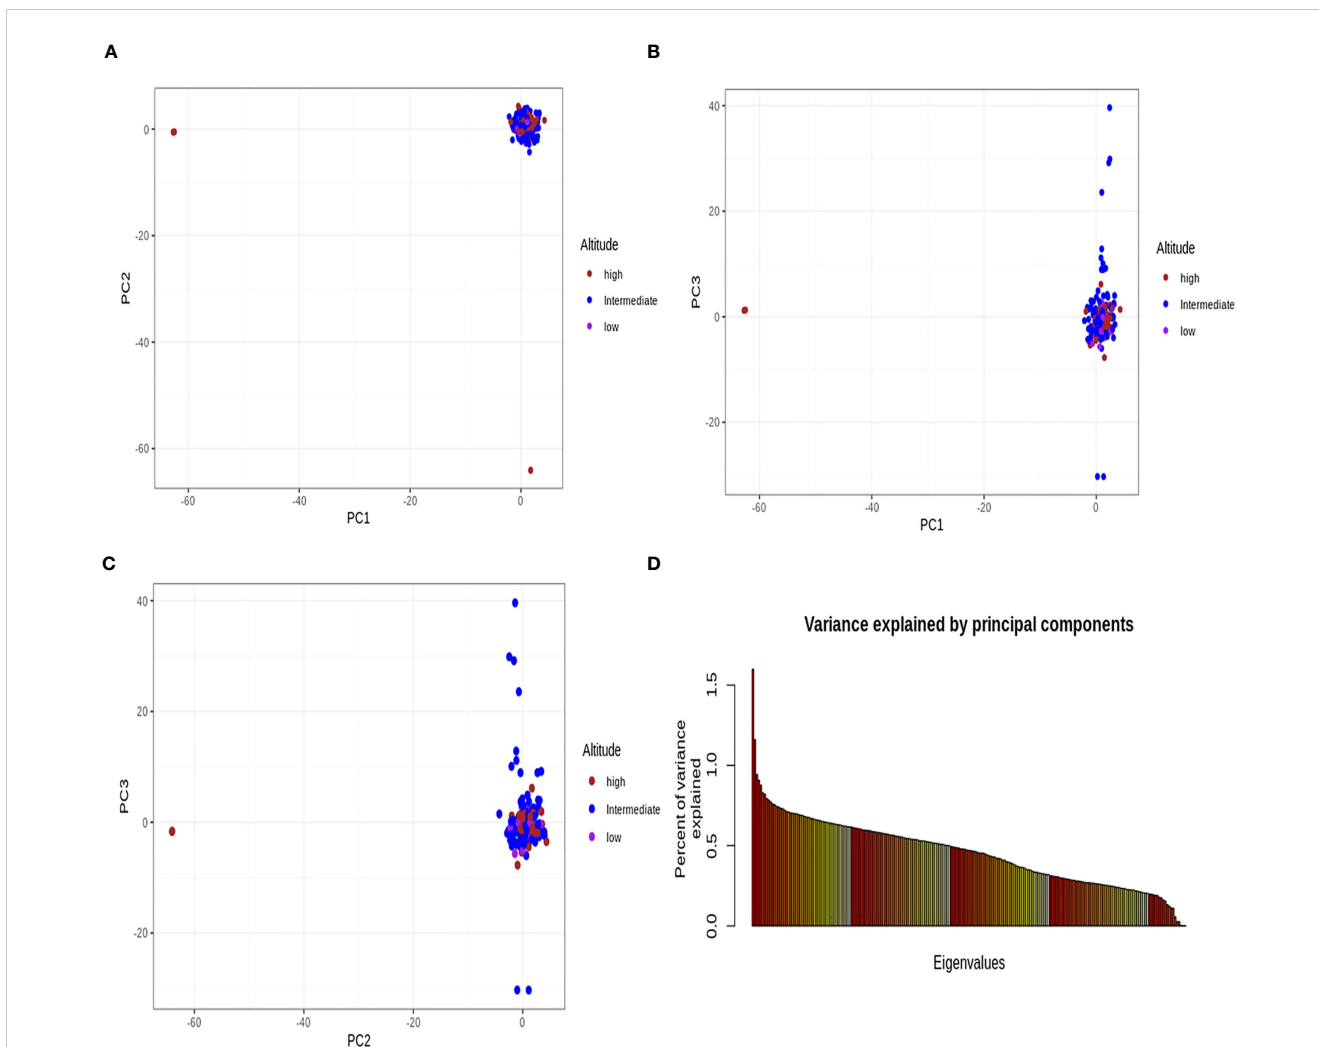 A
0
-20
-40
-60
PC2
-60
-40
-20
0
PC1
Altitude
high
Intermediate
low
B
40
20
0
-20
PC3
-60
-40
-20
0
PC1
Altitude
high
Intermediate
low
C
40
20
0
-20
PC3
-60
-40
-20
0
PC2
Altitude
high
Intermediate
low
D
Variance explained by principal components
Percent of variance
explained
1.5
1.0
0.5
0.0
Eigenvalues